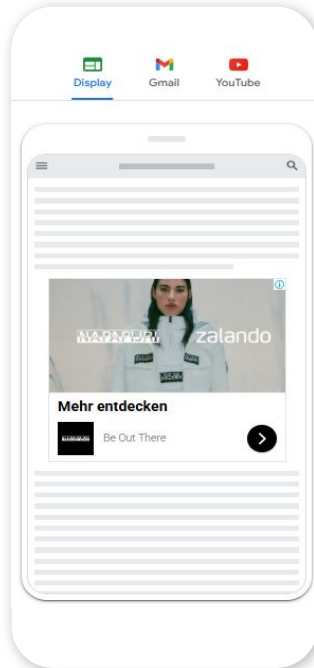 Display
Gmail
YouTube
NAPAPIJRI
zalando
Mehr entdecken
Be Out There